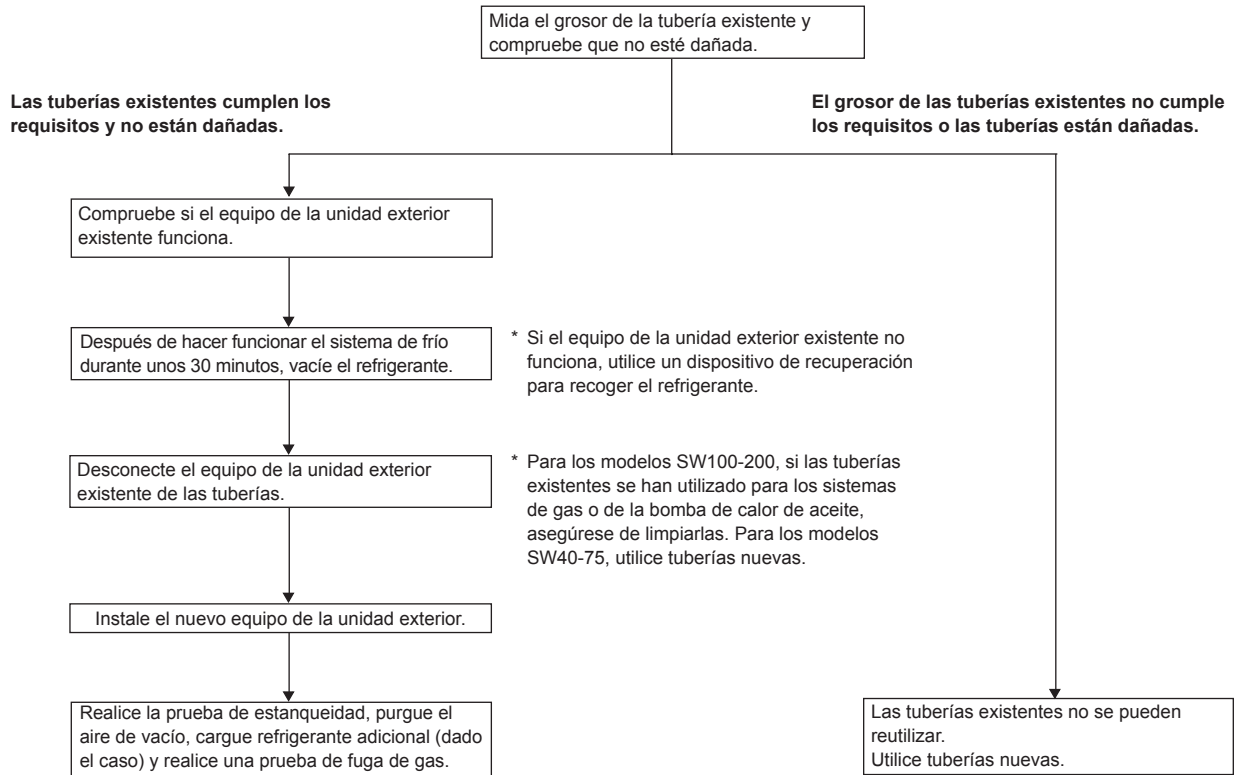 Mida el grosor de la tubería existente y
compruebe que no esté dañada.
Las tuberías existentes cumplen los
requisitos y no están dañadas.
El grosor de las tuberías existentes no cumple
los requisitos o las tuberías están dañadas.
Compruebe si el equipo de la unidad exterior
existente funciona.
Después de hacer funcionar el sistema de frío
durante unos 30 minutos, vacíe el refrigerante.
* Si el equipo de la unidad exterior existente no
funciona, utilice un dispositivo de recuperación
para recoger el refrigerante.
Desconecte el equipo de la unidad exterior
existente de las tuberías.
* Para los modelos SW100-200, si las tuberías
existentes se han utilizado para los sistemas
de gas o de la bomba de calor de aceite,
asegúrese de limpiarlas. Para los modelos
SW40-75, utilice tuberías nuevas.
Instale el nuevo equipo de la unidad exterior.
Realice la prueba de estanqueidad, purgue el
aire de vacío, cargue refrigerante adicional (dado
el caso) y realice una prueba de fuga de gas.
Las tuberías existentes no se pueden
reutilizar.
Utilice tuberías nuevas.